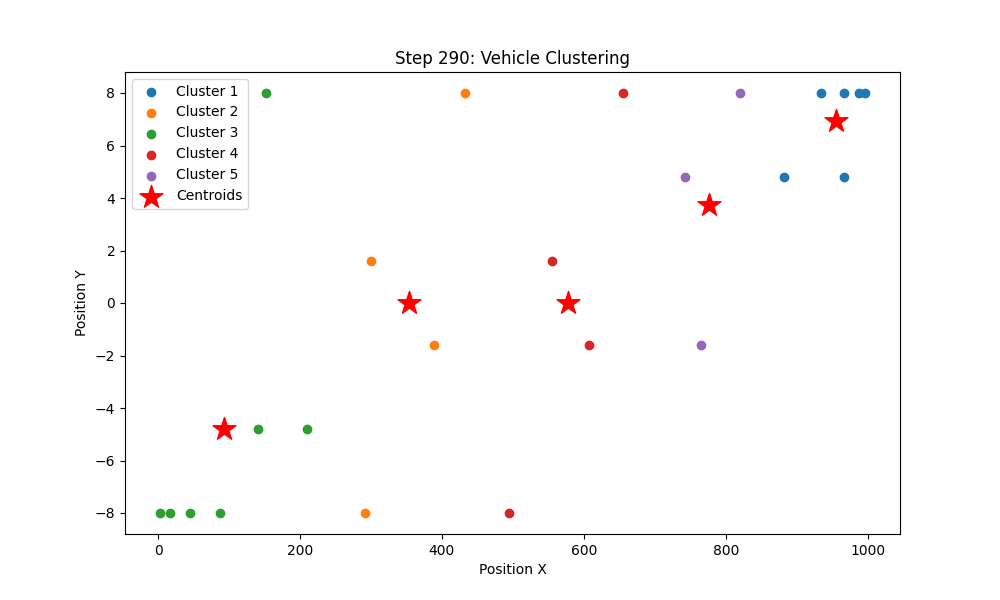 Step 290: Vehicle Clustering
Cluster 1
Cluster 2
Cluster 3
Cluster 4
Cluster 5
Centroids
8
6
4
2
0
−2
−4
−6
−8
Position Y
0 200 400 600 800 1000
Position X